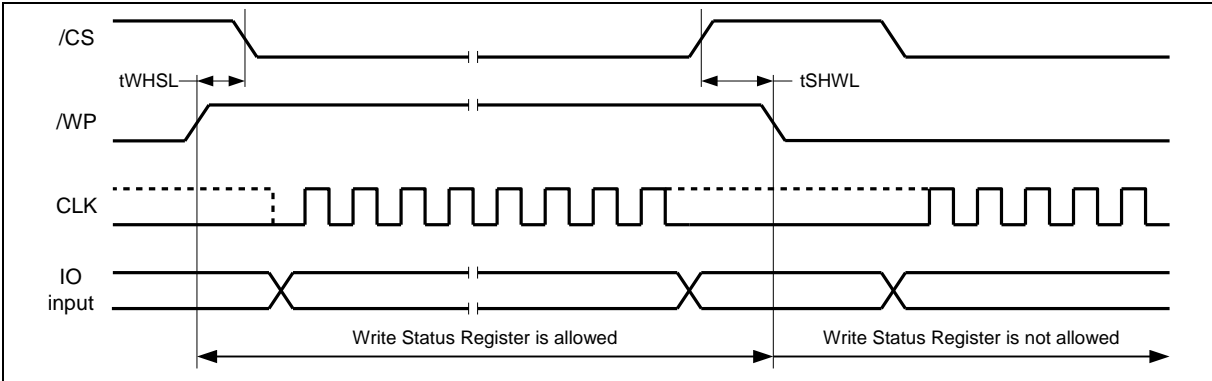 /CS
tWHSL
tSHWL
/WP
CLK
IO
input
Write Status Register is allowed
Write Status Register is not allowed